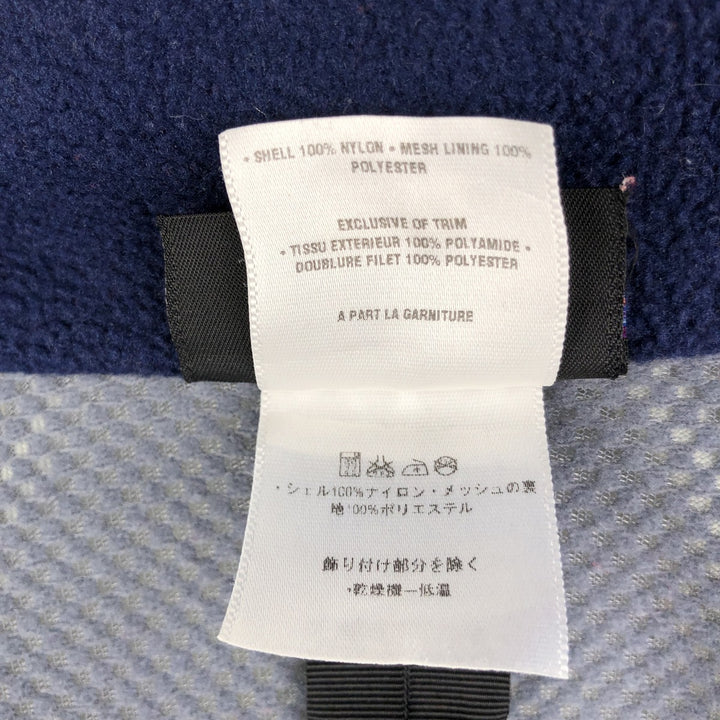 • SHELL 100% NYLON • MESH LINING 100%
POLYESTER
EXCLUSIVE OF TRIM
• TISSU EXTERIEUR 100% POLYAMIDE •
DOUBLURE FILET 100% POLYESTER
A PART LA GARNITURE
・シェル100%ナイロン・メッシュの裏
地100%ポリエステル
飾り付け部分を除く
・乾燥機ー低温